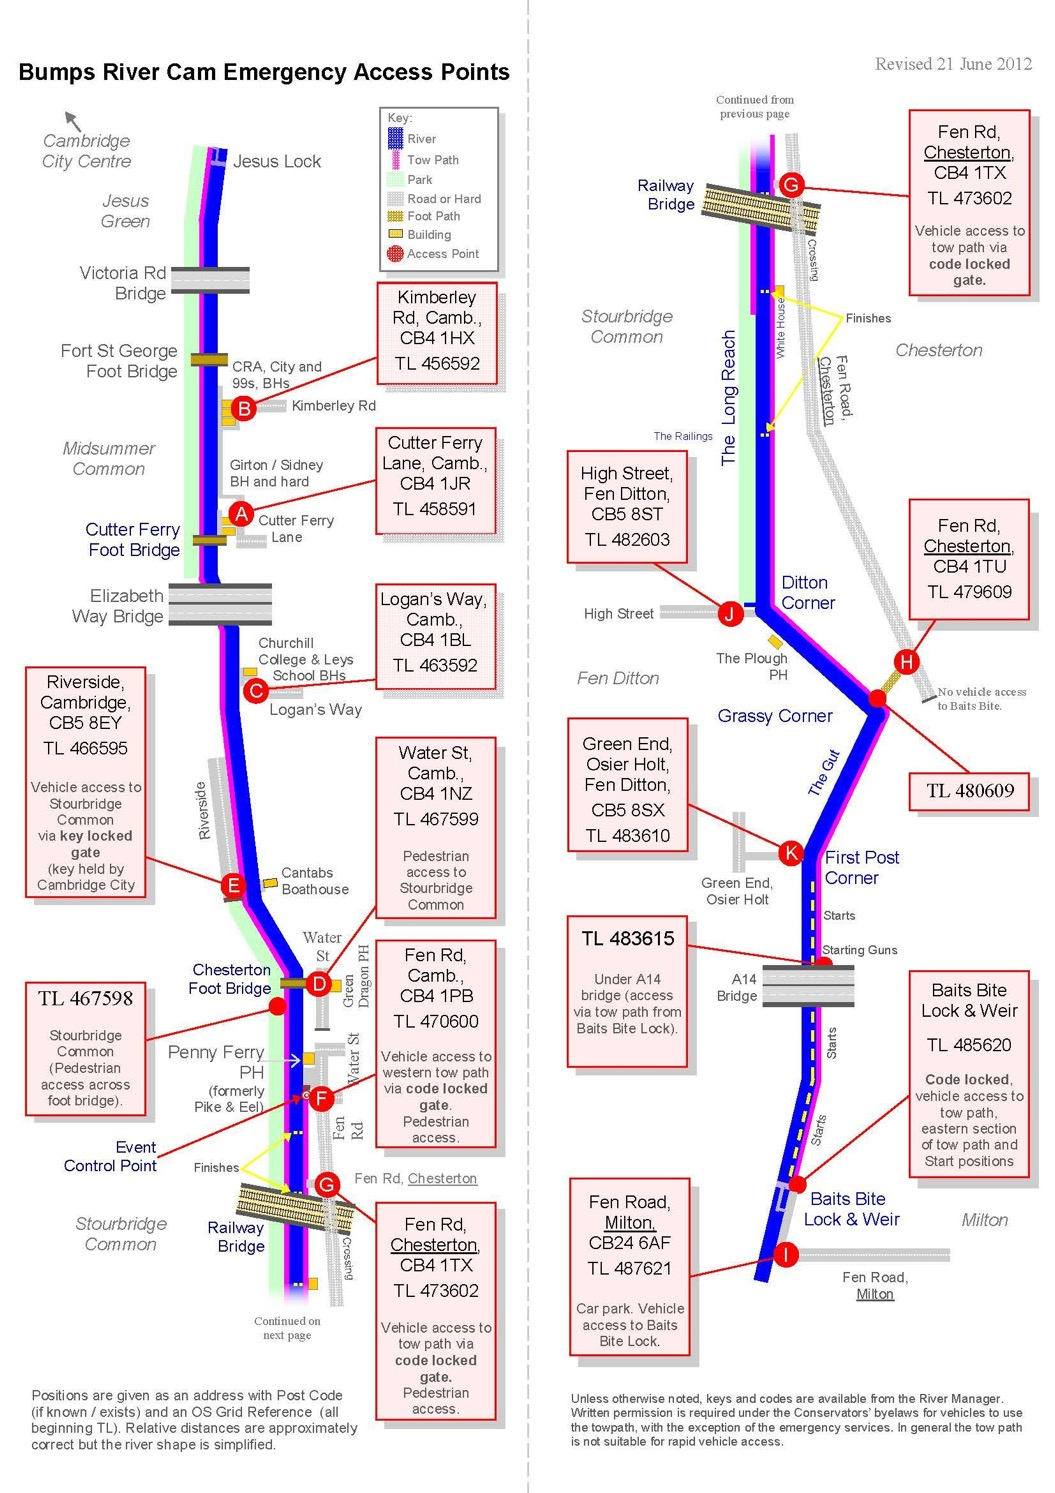 Bumps River Cam Emergency Access Points
Cambridge
City Centre
Jesus Lock
Jesus
Green
Key:
River
Tow Path
Park
Road or Hard
Foot Path
Building
Access Point
Victoria Rd
Bridge
Kimberley
Rd, Camb.,
CB4 1HX
TL 456592
Fort St George
Foot Bridge
CRA, City and
99s, BHs
B
Kimberley Rd
Midsummer
Common
Cutter Ferry
Lane, Camb.,
CB4 1JR
TL 458591
Girton / Sidney
BH and hard
A
Cutter Ferry
Lane
Cutter Ferry
Foot Bridge
Elizabeth
Way Bridge
Logan's Way,
Camb.,
CB4 1BL
TL 463592
Churchill
College & Leys
School BHs
C
Logan's Way
Riverside,
Cambridge,
CB5 8EY
TL 466595
Vehicle access to
Stourbridge
Common
via key locked
gate
(key held by
Cambridge City
Riverside
E
Cantabs
Boathouse
Water St,
Camb.,
CB4 1NZ
TL 467599
Pedestrian
access to
Stourbridge
Common
Water
St
Green
Dragon PH
Chesterton
Foot Bridge
D
TL 467598
Stourbridge
Common
(Pedestrian
access across
foot bridge).
Fen Rd,
Camb.,
CB4 1PB
TL 470600
Vehicle access to
western tow path
via code locked
gate.
Pedestrian
access.
Penny Ferry
PH
(formerly
Pike & Eel)
Water St
F
Fen
Rd
Event
Control Point
Finishes
G
Fen Rd, Chesterton
Stourbridge
Common
Railway
Bridge
Crossing
Fen Rd,
Chesterton,
CB4 1TX
TL 473602
Vehicle access to
tow path via
code locked
gate.
Pedestrian
access.
Continued on
next page
Positions are given as an address with Post Code
(if known / exists) and an OS Grid Reference (all
beginning TL). Relative distances are approximately
correct but the river shape is simplified.
Revised 21 June 2012
Continued from
previous page
Railway
Bridge
G
Crossing
Fen Rd,
Chesterton,
CB4 1TX
TL 473602
Vehicle access to
tow path via
code locked
gate.
Stourbridge
Common
White House
Finishes
Chesterton
Fen Road,
Chesterton
The Long Reach
The Railings
High Street,
Fen Ditton,
CB5 8ST
TL 482603
Fen Rd,
Chesterton,
CB4 1TU
TL 479609
Ditton
Corner
High Street
J
The Plough
PH
H
No vehicle access
to Baits Bite.
Fen Ditton
Grassy Corner
TL 480609
Green End,
Osier Holt,
Fen Ditton,
CB5 8SX
TL 483610
The Gut
K
First Post
Corner
Green End,
Osier Holt
Starts
Starting Guns
TL 483615
Under A14
bridge (access
via tow path from
Baits Bite Lock).
A14
Bridge
Baits Bite
Lock & Weir
TL 485620
Code locked,
vehicle access to
tow path,
eastern section
of tow path and
Start positions
Starts
Starts
Baits Bite
Lock & Weir
Milton
Fen Road,
Milton,
CB24 6AF
TL 487621
Car park. Vehicle
access to Baits
Bite Lock.
I
Fen Road,
Milton
Unless otherwise noted, keys and codes are available from the River Manager.
Written permission is required under the Conservators' byelaws for vehicles to use
the towpath, with the exception of the emergency services. In general the tow path
is not suitable for rapid vehicle access.